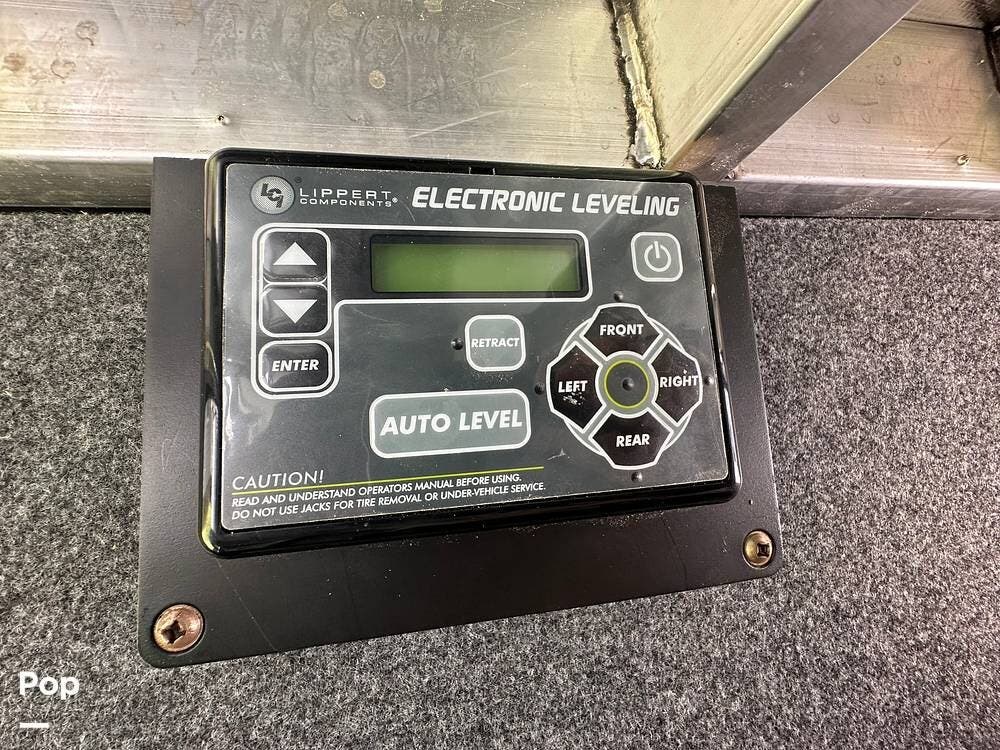 LCI LIPPERT COMPONENTS® ELECTRONIC LEVELING
ENTER
RETRACT
AUTO LEVEL
FRONT
LEFT
RIGHT
REAR
CAUTION!
READ AND UNDERSTAND OPERATORS MANUAL BEFORE USING.
DO NOT USE JACKS FOR TIRE REMOVAL OR UNDER-VEHICLE SERVICE.
Pop